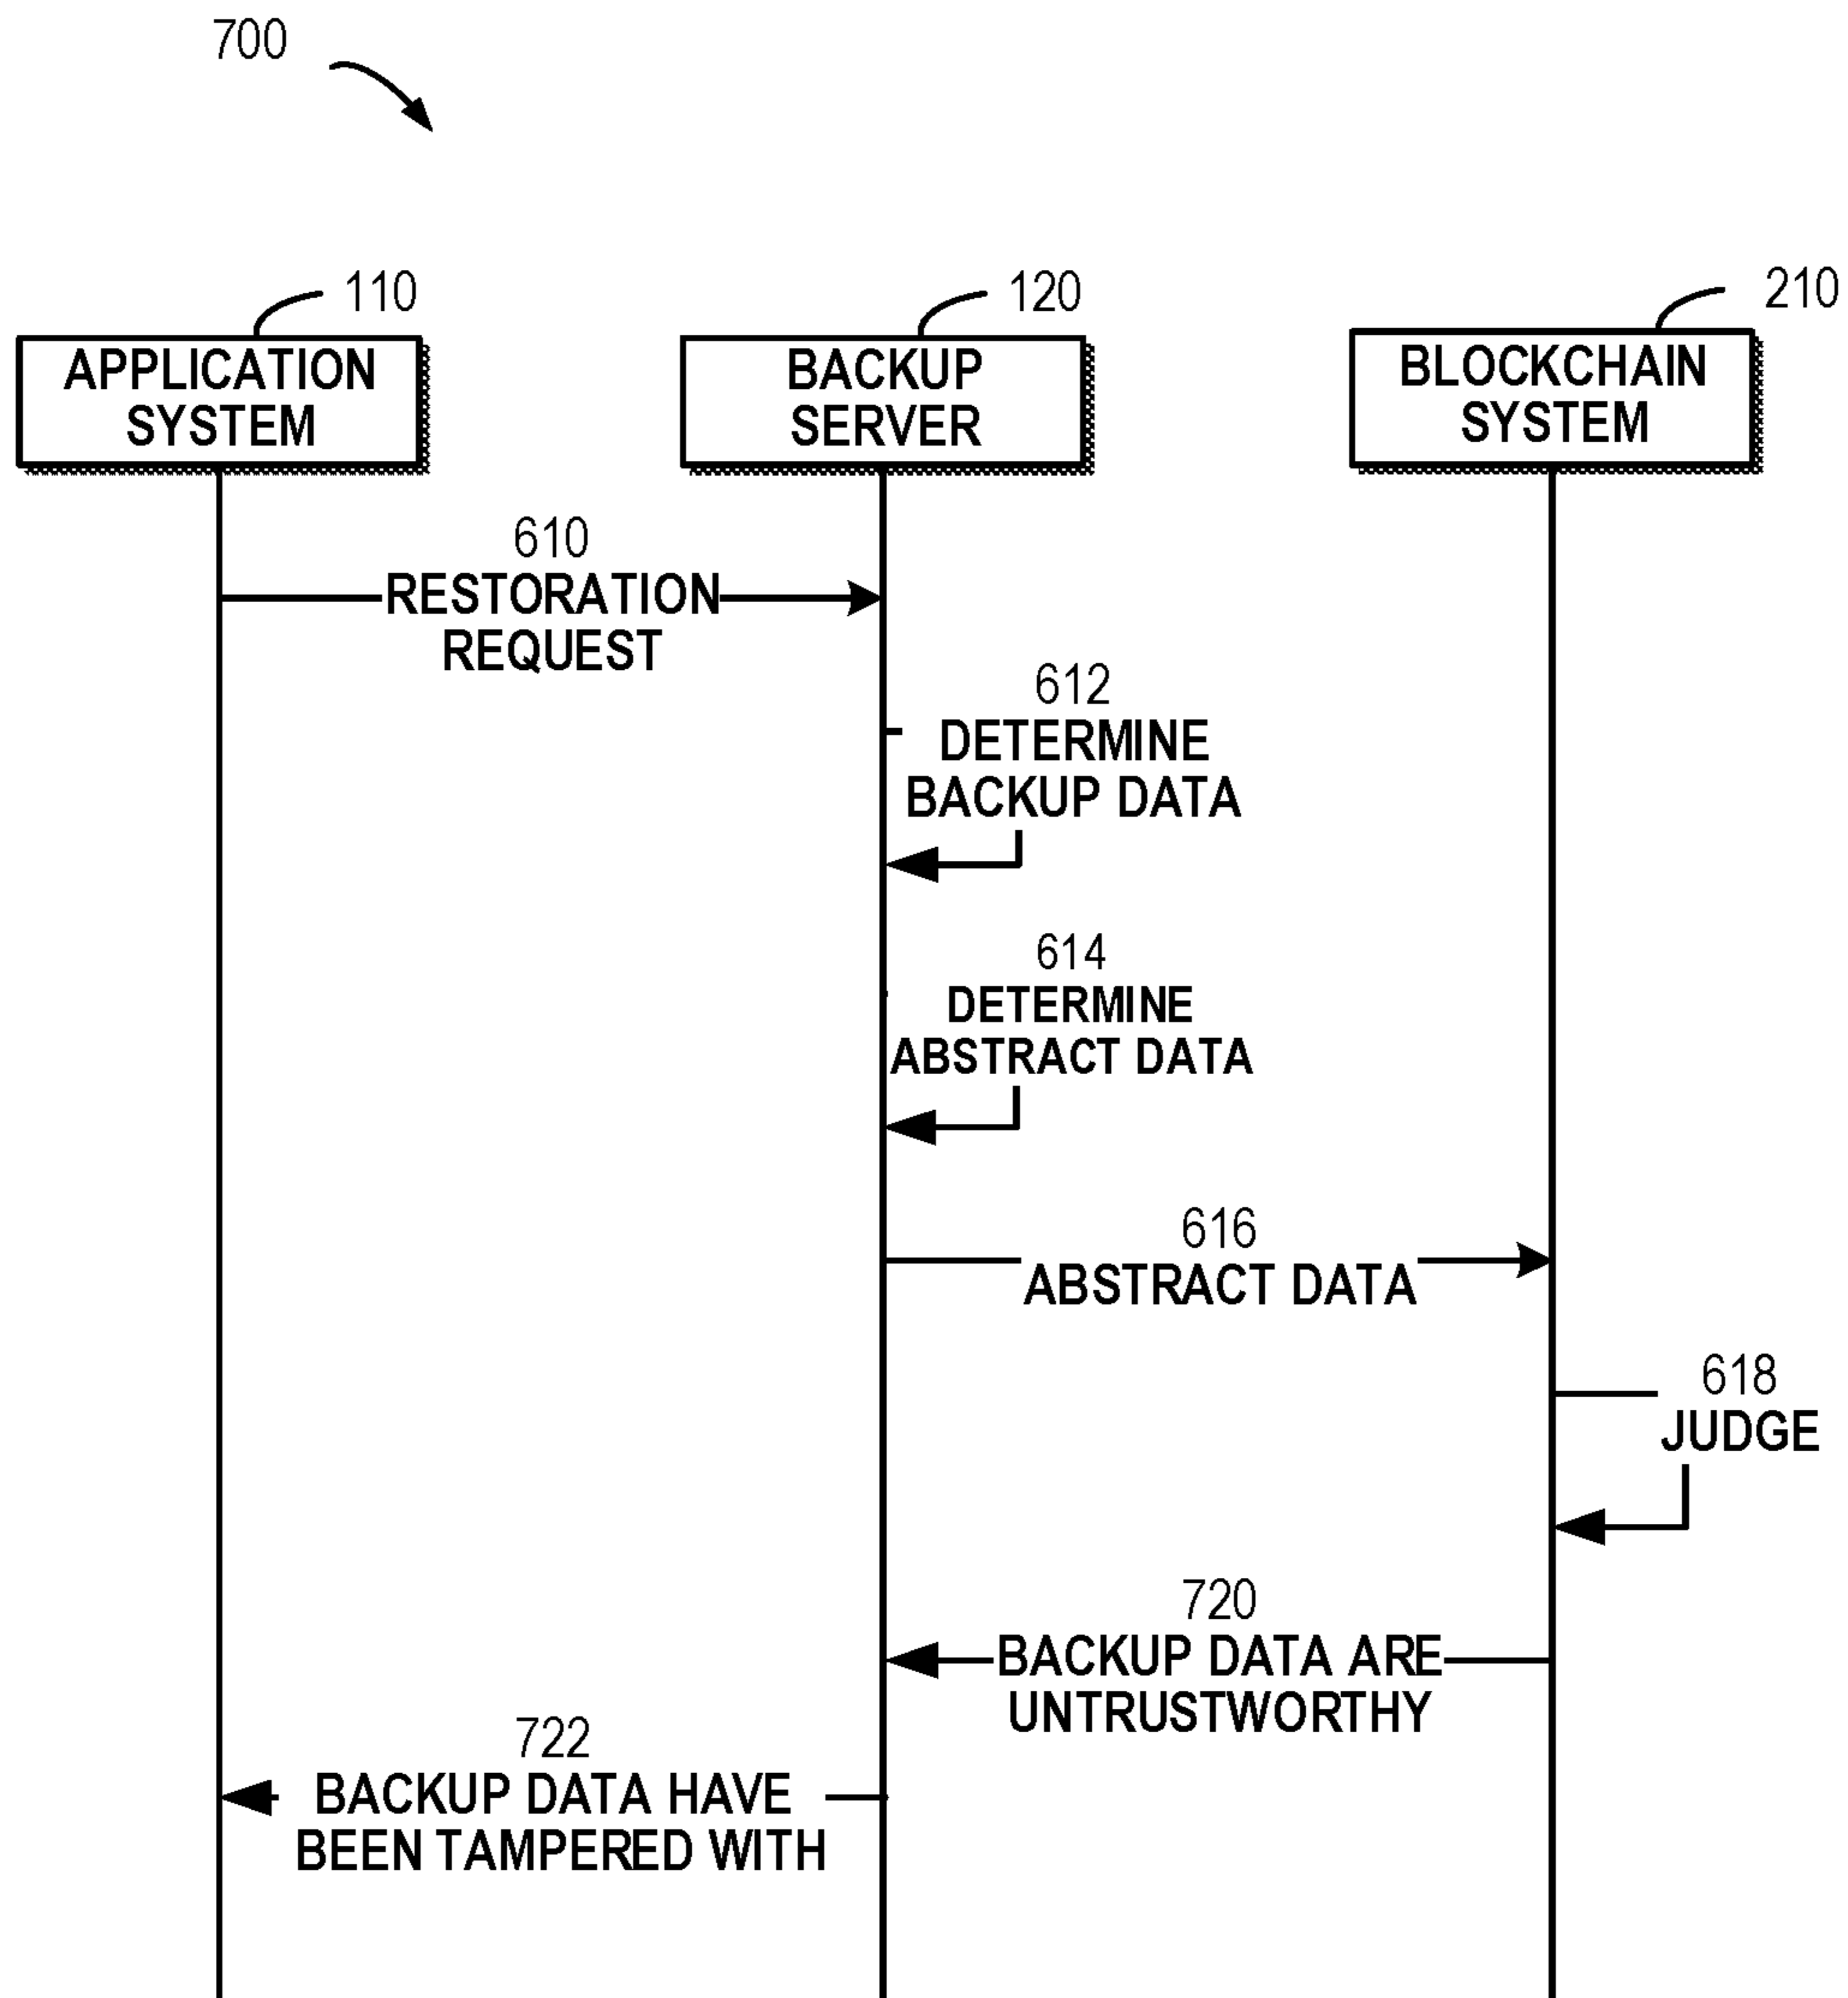 700
110
120
210
APPLICATION
SYSTEM
BACKUP
SERVER
BLOCKCHAIN
SYSTEM
610
RESTORATION
REQUEST
612
DETERMINE
BACKUP DATA
614
DETERMINE
ABSTRACT DATA
616
ABSTRACT DATA
618
JUDGE
720
BACKUP DATA ARE
UNTRUSTWORTHY
722
BACKUP DATA HAVE
BEEN TAMPERED WITH